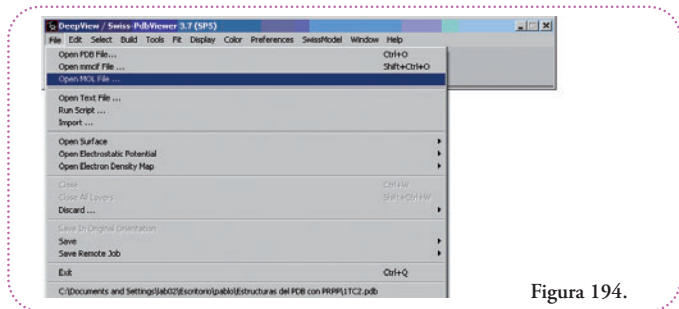 DeepView / Swiss-PdbViewer 3.7 (SP5)
File Edit Select Build Tools Fit Display Color Preferences SwissModel Window Help
Open PDB File... Ctrl+O
Open mmcif File ... Shift+Ctrl+O
Open MOL File ...
Open Text File ...
Run Script ...
Import ...
Open Surface
Open Electrostatic Potential
Open Electron Density Map
Close Ctrl+W
Close All Layers Shift+Ctrl+W
Discard ...
Save In Original Orientation
Save
Save Remote Job
Exit Ctrl+Q
C:\Documents and Settings\lab02\Escritorio\pablo\Estructuras del PDB con PRPP\1TC2.pdb
Figura 194.